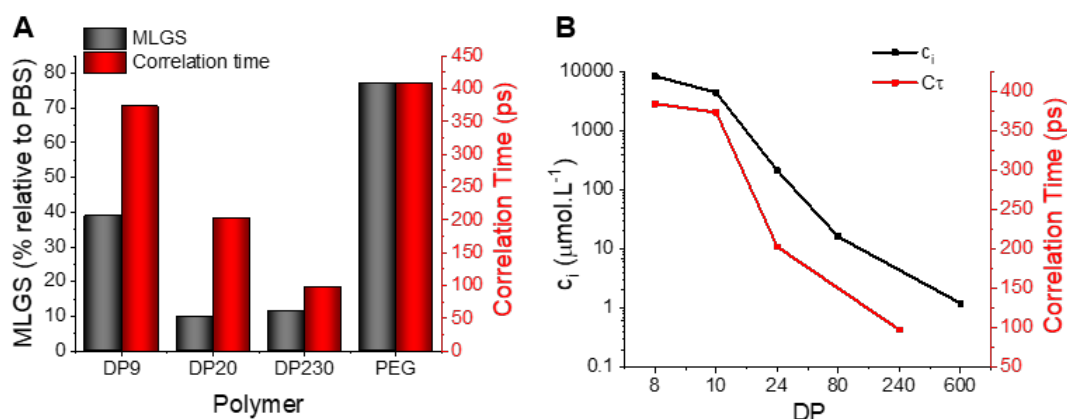 A
MLGS
Correlation time
MLGS (% relative to PBS)
80
70
60
50
40
30
20
10
0
450
400
350
300
250
200
150
100
50
0
Correlation Time (ps)
DP9 DP20 DP230 PEG
Polymer
B
cᵢ
Cτ
cᵢ (μmol.L⁻¹)
10000
1000
100
10
1
0.1
400
350
300
250
200
150
100
50
Correlation Time (ps)
8 10 24 80 240 600
DP